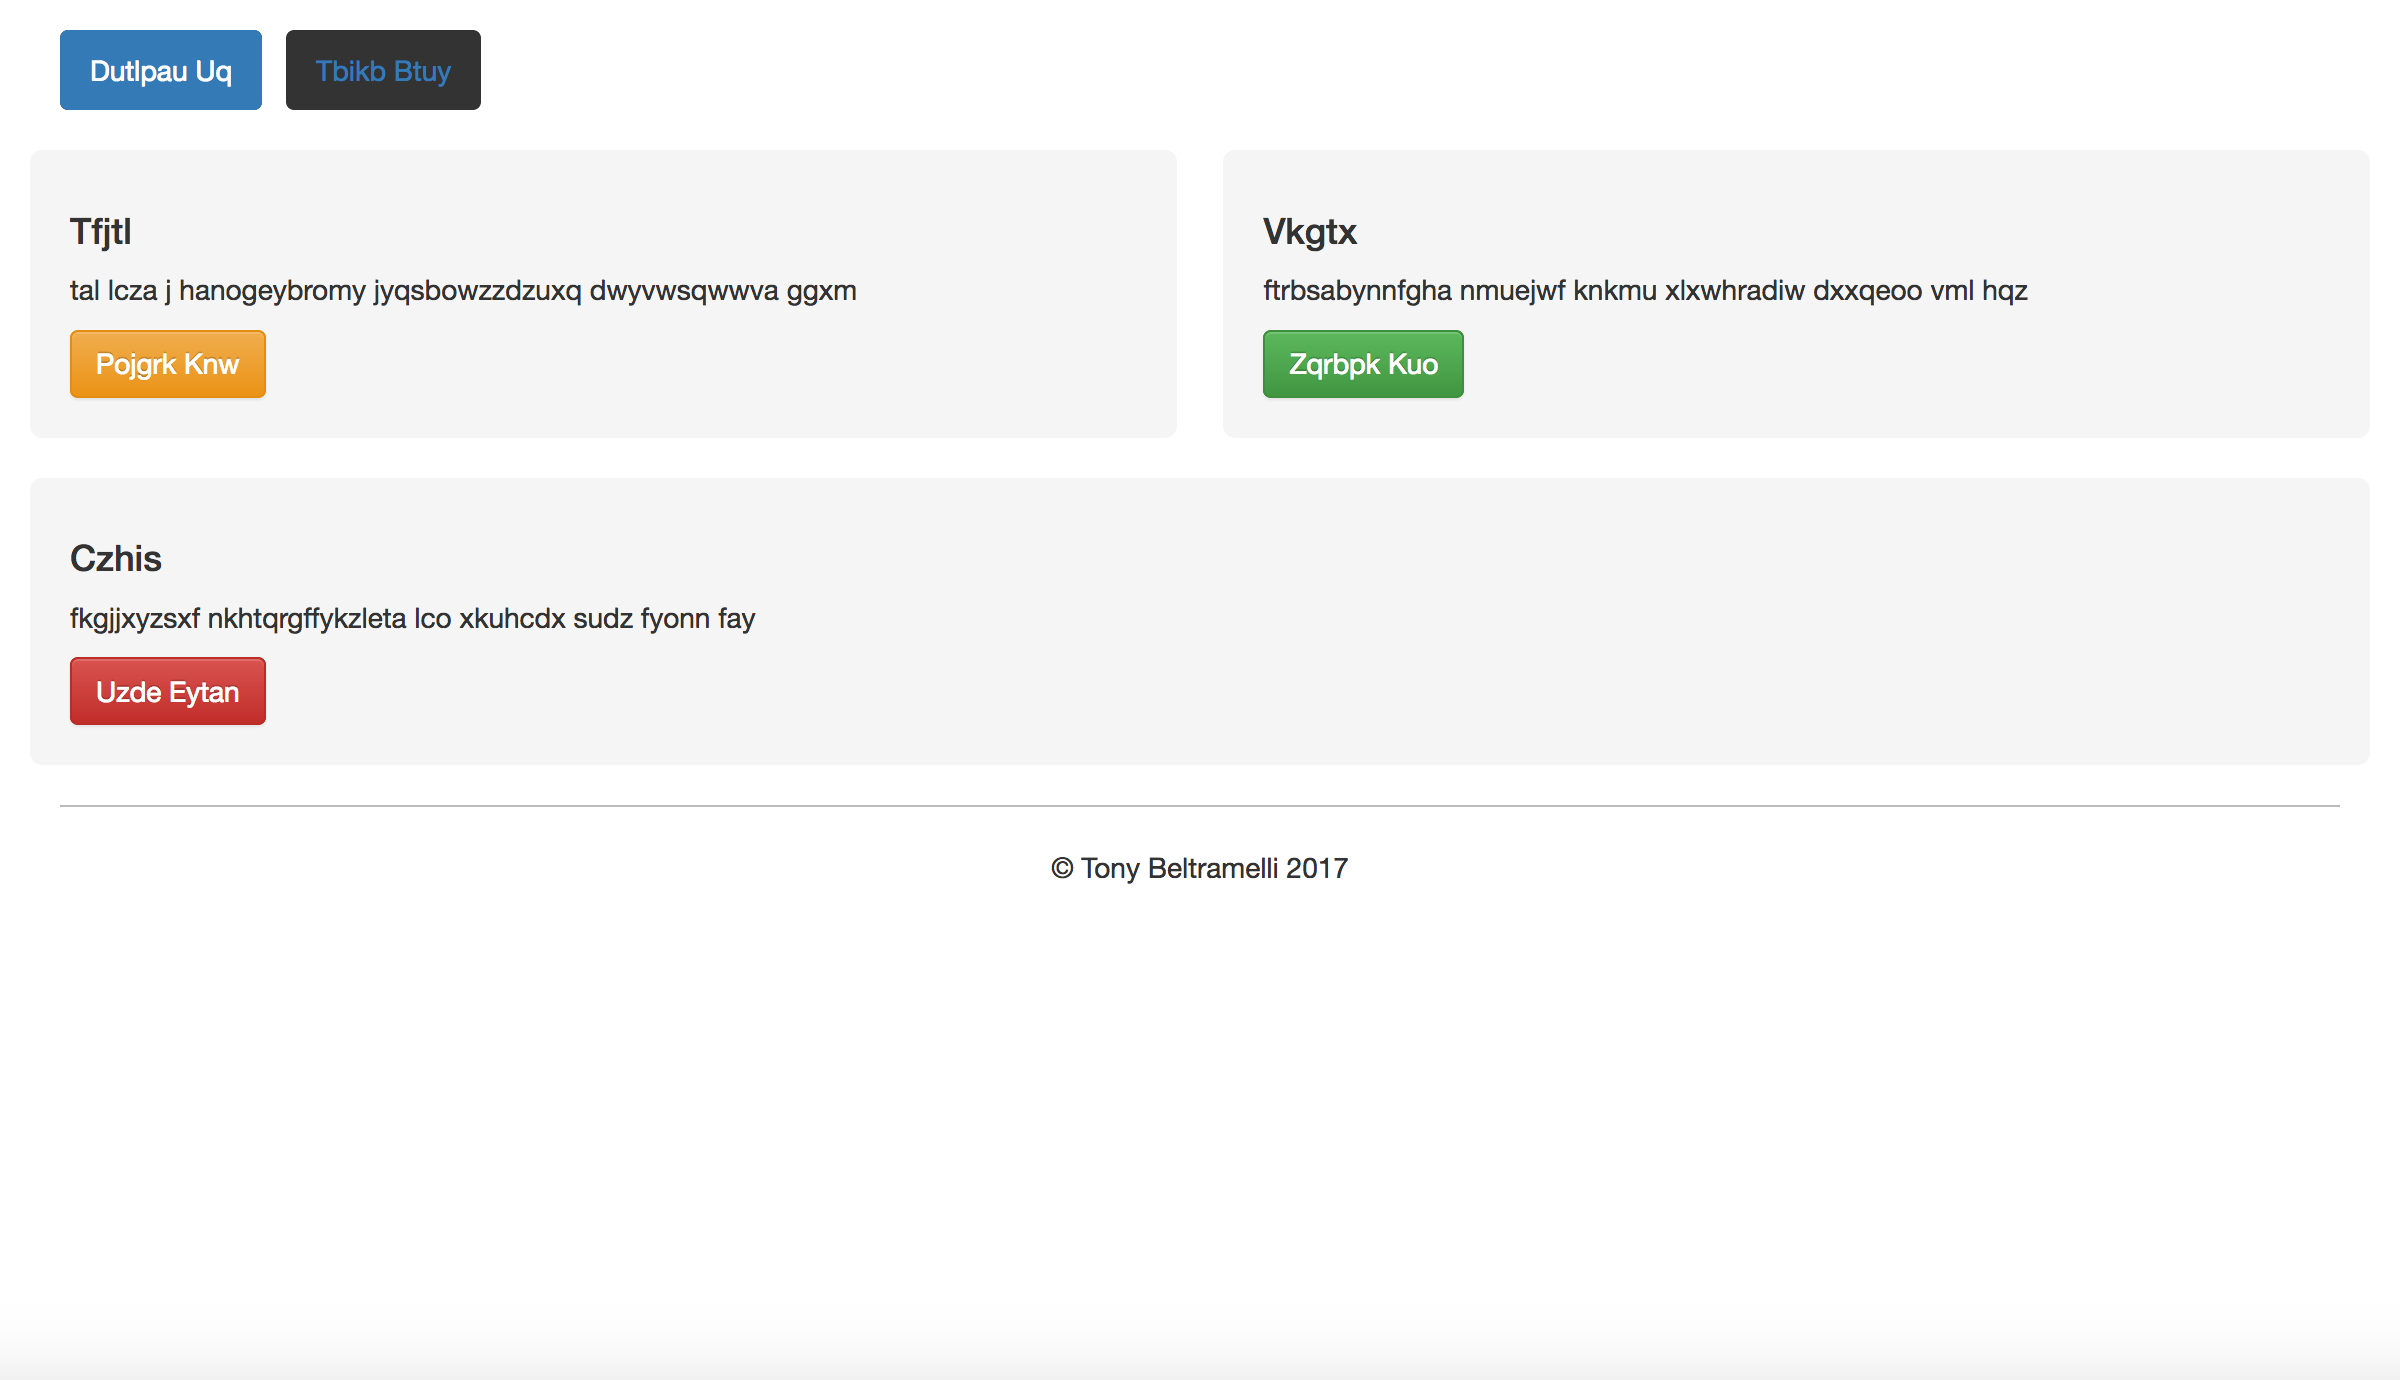 Dutlpau Uq
Tbikb Btuy
Tfjtl
tal lcza j hanogeybromy jyqsbowzzdzuxq dwyvwsqwwva ggxm
Pojgrk Knw
Vkgtx
ftrbsabynnfgha nmuejwf knkmu xlxwhradiw dxxqeoo vml hqz
Zqrbpk Kuo
Czhis
fkgjjxyzsxf nkhtqrgffykzleta lco xkuhcdx sudz fyonn fay
Uzde Eytan
© Tony Beltramelli 2017